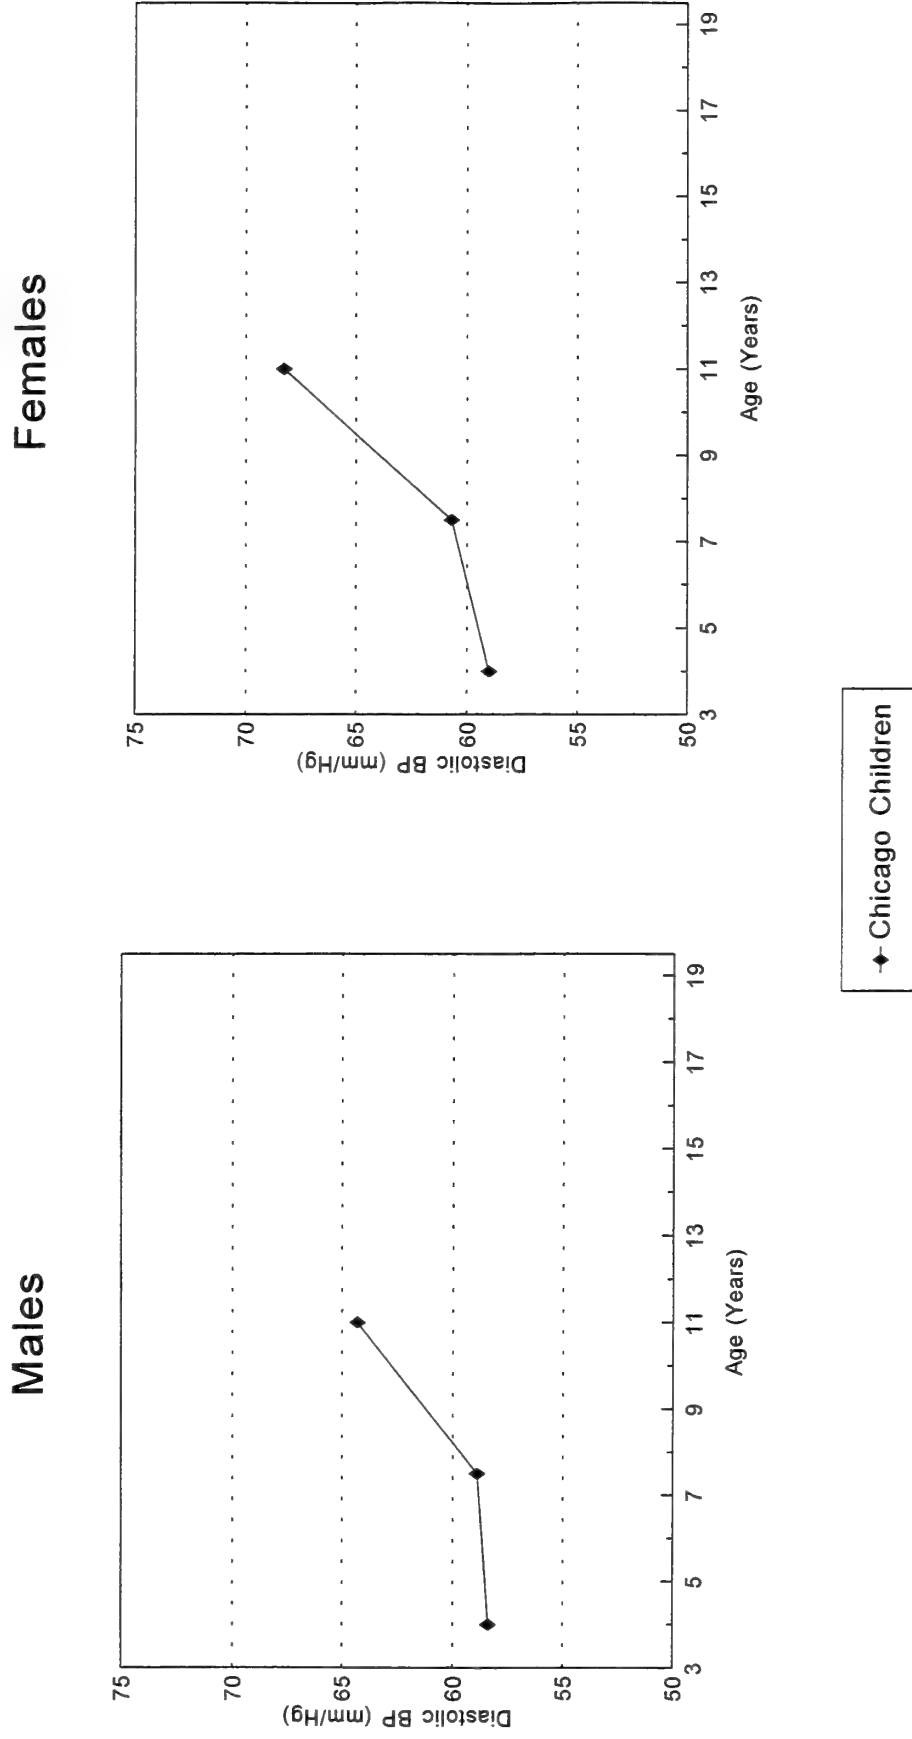 Males
75
70
65
60
55
50
Diastolic BP (mm/Hg)
3 5 7 9 11 13 15 17 19
Age (Years)
Females
75
70
65
60
55
50
Diastolic BP (mm/Hg)
3 5 7 9 11 13 15 17 19
Age (Years)
Chicago Children